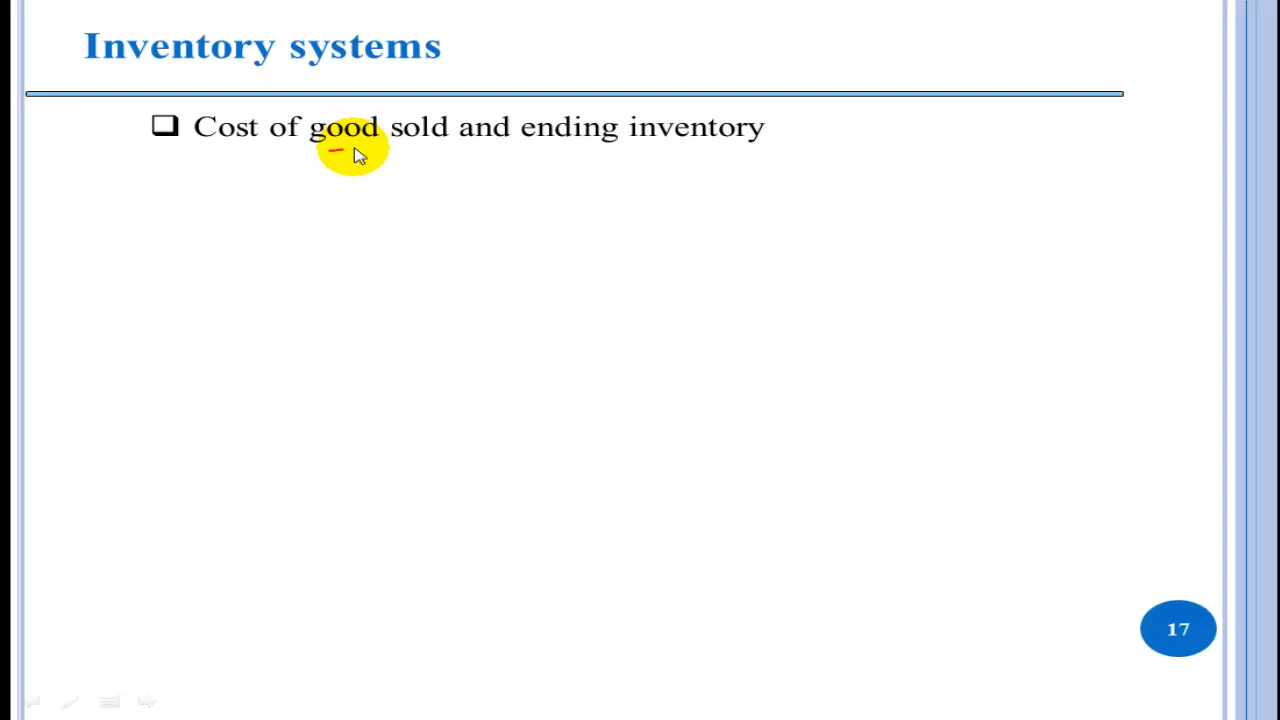 Inventory systems
❑ Cost of good sold and ending inventory
17